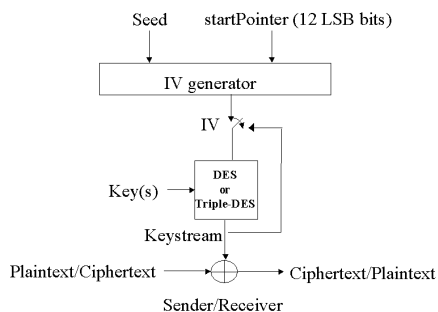 Seed startPointer (12 LSB bits)
IV generator
IV
DES
or
Triple-DES
Key(s)
Keystream
Plaintext/Ciphertext Ciphertext/Plaintext
Sender/Receiver